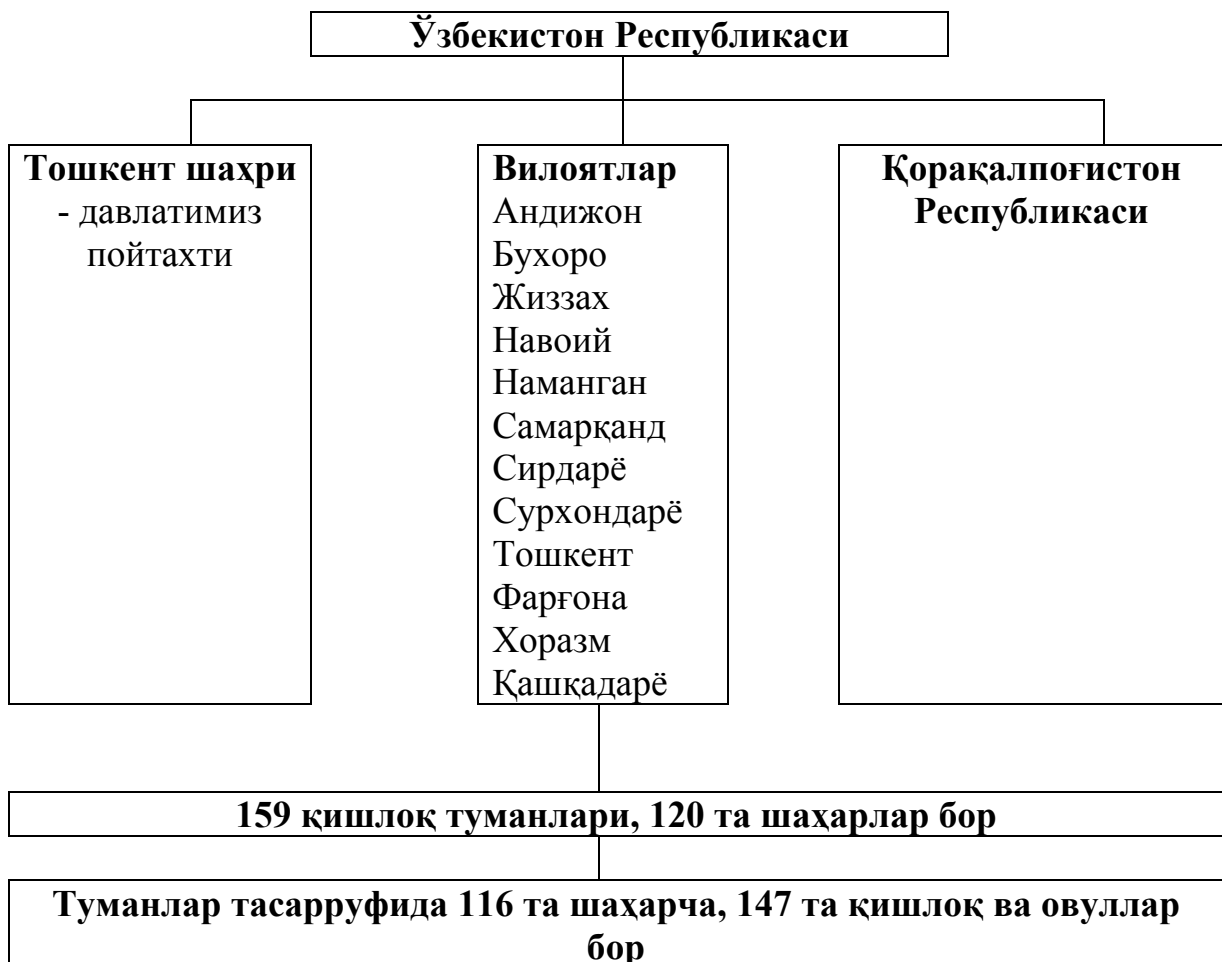 Ўзбекистон Республикаси
Тошкент шаҳри
- давлатимиз
пойтахти
Вилоятлар
Андижон
Бухоро
Жиззах
Навоий
Наманган
Самарқанд
Сирдарё
Сурхондарё
Тошкент
Фарғона
Хоразм
Қашқадарё
Қорақалпоғистон
Республикаси
159 қишлоқ туманлари, 120 та шаҳарлар бор
Туманлар тасарруфида 116 та шаҳарча, 147 та қишлоқ ва овуллар
бор